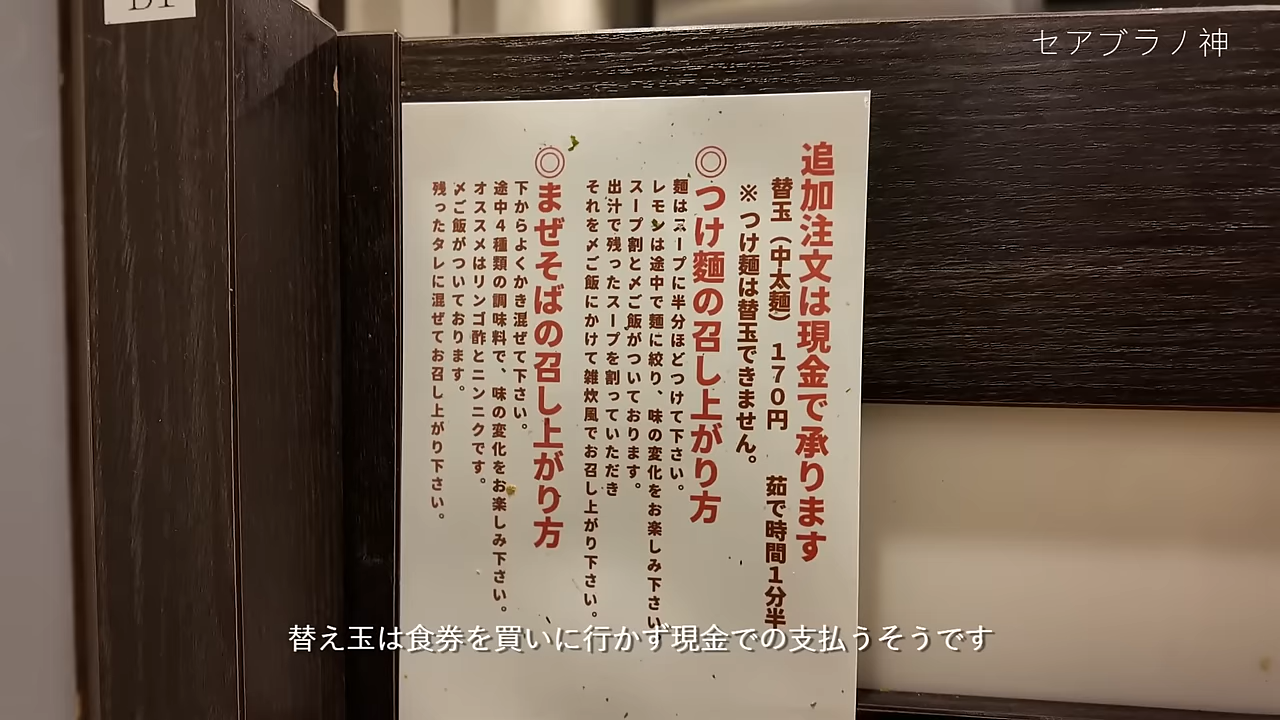 セアブラノ神
追加注文は現金で承ります
替玉（中太麺）　１７０円　茹で時間１分半
※つけ麺は替玉できません。
◎つけ麺の召し上がり方
麺はスープに半分ほどつけて下さい。
レモンは途中で麺に絞り、味の変化をお楽しみ下さい
スープ割と〆ご飯がついております。
出汁で残ったスープを割っていただき
それを〆ご飯にかけて雑炊風でお召し上がり下さい。
◎まぜそばの召し上がり方
下からよくかき混ぜて下さい。
途中４種類の調味料で、味の変化をお楽しみ下さい。
オススメはリンゴ酢とニンニクです。
〆ご飯がついております。
残ったタレに混ぜてお召し上がり下さい。
替え玉は食券を買いに行かず現金での支払うそうです